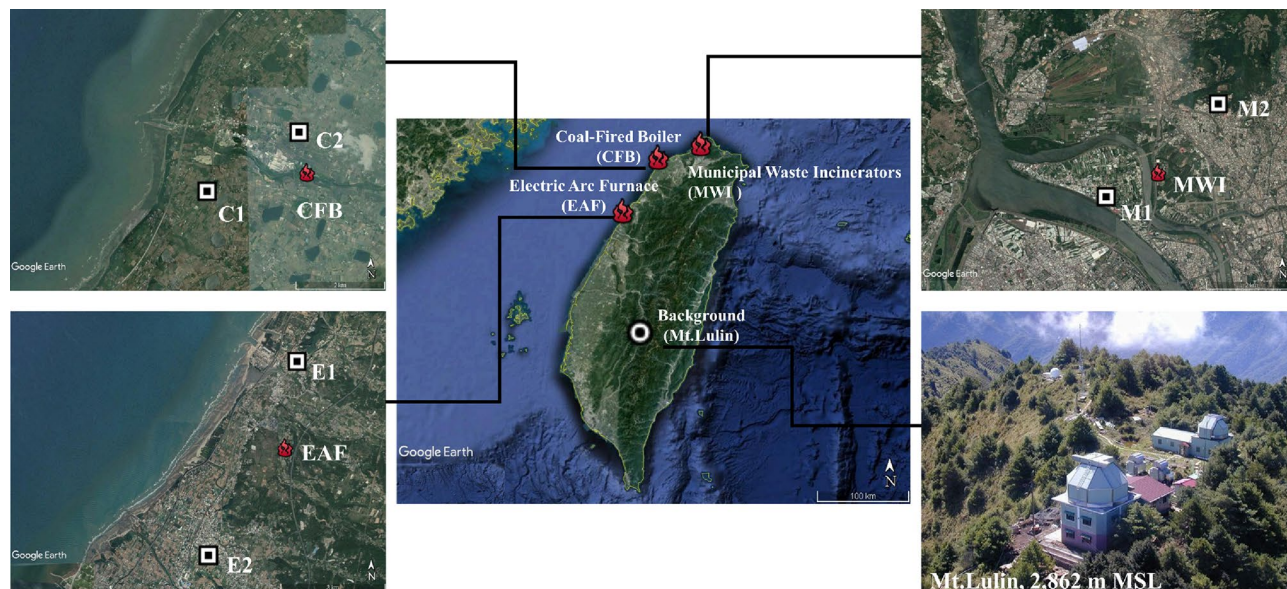 C2
CFB
C1
Google Earth
2 km
N
E1
EAF
E2
Google Earth
N
Coal-Fired Boiler
(CFB)
Municipal Waste Incinerators
(MWI )
Electric Arc Furnace
(EAF)
Background
(Mt.Lulin)
Google Earth
N
100 km
M2
MWI
M1
Google Earth
N
Mt.Lulin, 2,862 m MSL